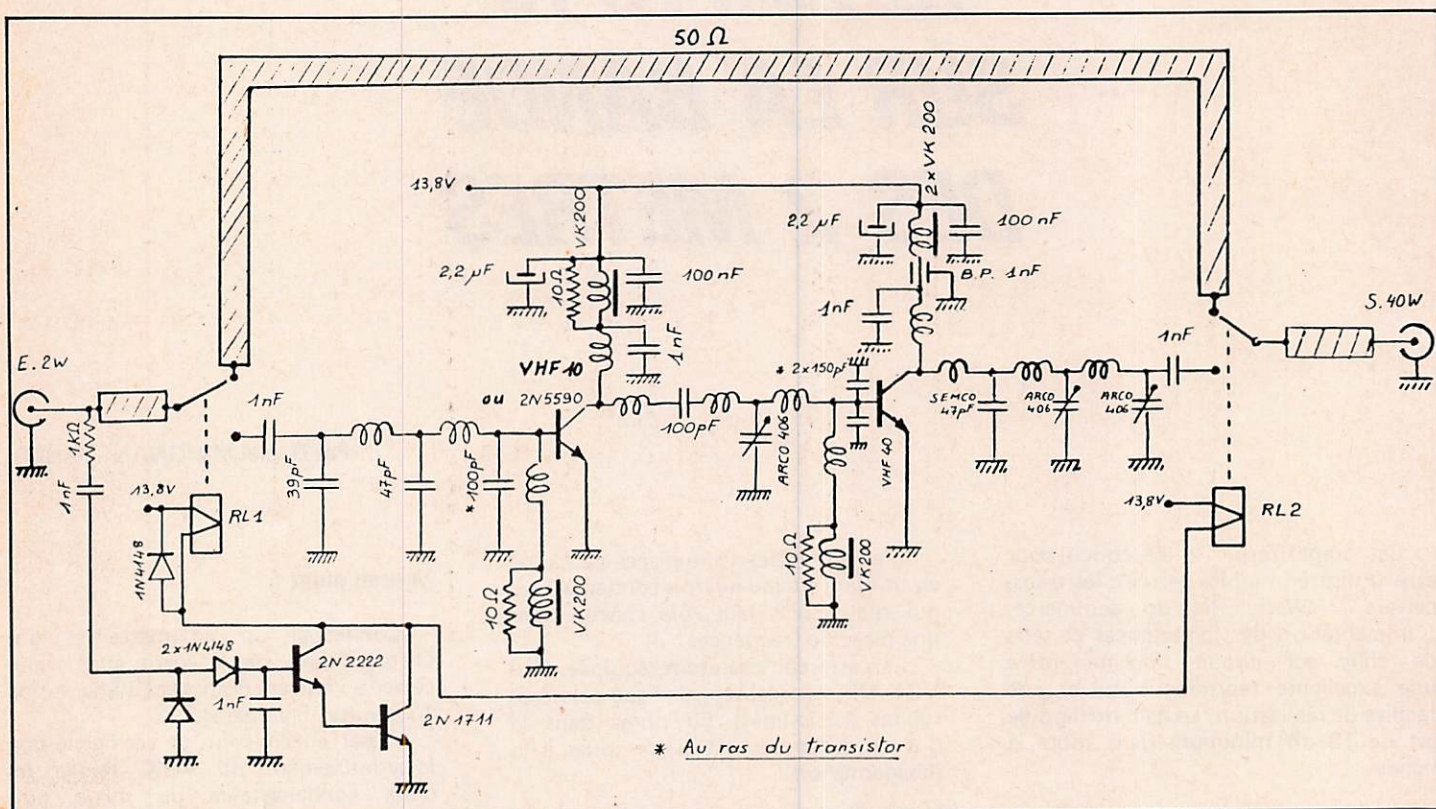 50 Ω
13,8V
VK200
2×VK 200
2,2 µF
100 nF
2,2 µF
10Ω
100 nF
B.P. 1nF
1nF
S. 40W
E. 2W
1nF
VHF 10
1nF
* 2×150pF
1nF
ou 2N5590
SEMCO 47pF
ARCO 406
ARCO 406
1KΩ
100pF
ARCO 406
VHF 40
1nF
39pF
47pF
*100pF
13,8V
RL1
13,8V
RL2
1N4148
10Ω
VK200
10Ω
VK200
2×1N4148
2N 2222
1nF
2N 1711
* Au ras du transistor